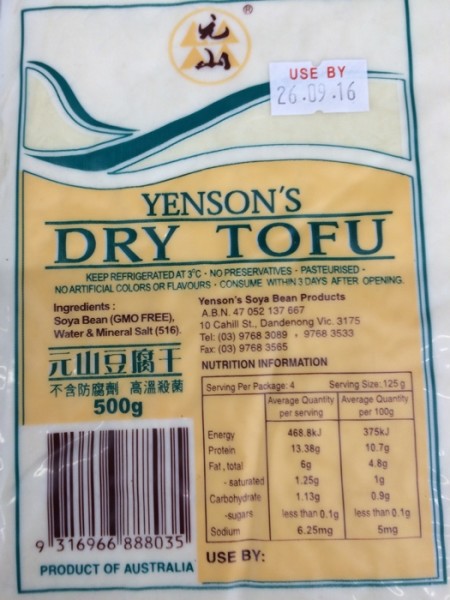 ®
元
山
USE BY
26.09.16
YENSON'S
DRY TOFU
KEEP REFRIGERATED AT 3°C · NO PRESERVATIVES · PASTEURISED ·
NO ARTIFICIAL COLORS OR FLAVOURS · CONSUME WITHIN 3 DAYS AFTER OPENING.
Ingredients :
Soya Bean (GMO FREE),
Water & Mineral Salt (516).
元山豆腐干
不含防腐劑 高溫殺菌
500g
Yenson's Soya Bean Products
A.B.N. 47 052 137 667
10 Cahill St., Dandenong Vic. 3175
Tel: (03) 9768 3089 · 9768 3533
Fax: (03) 9768 3565
NUTRITION INFORMATION
Serving Per Package: 4 Serving Size: 125 g
Average Quantity per serving Average Quantity per 100g
Energy 468.8kJ 375kJ
Protein 13.38g 10.7g
Fat, total 6g 4.8g
- saturated 1.25g 1g
Carbohydrate 1.13g 0.9g
-sugars less than 0.1g less than 0.1g
Sodium 6.25mg 5mg
USE BY:
9 316966 888035
PRODUCT OF AUSTRALIA